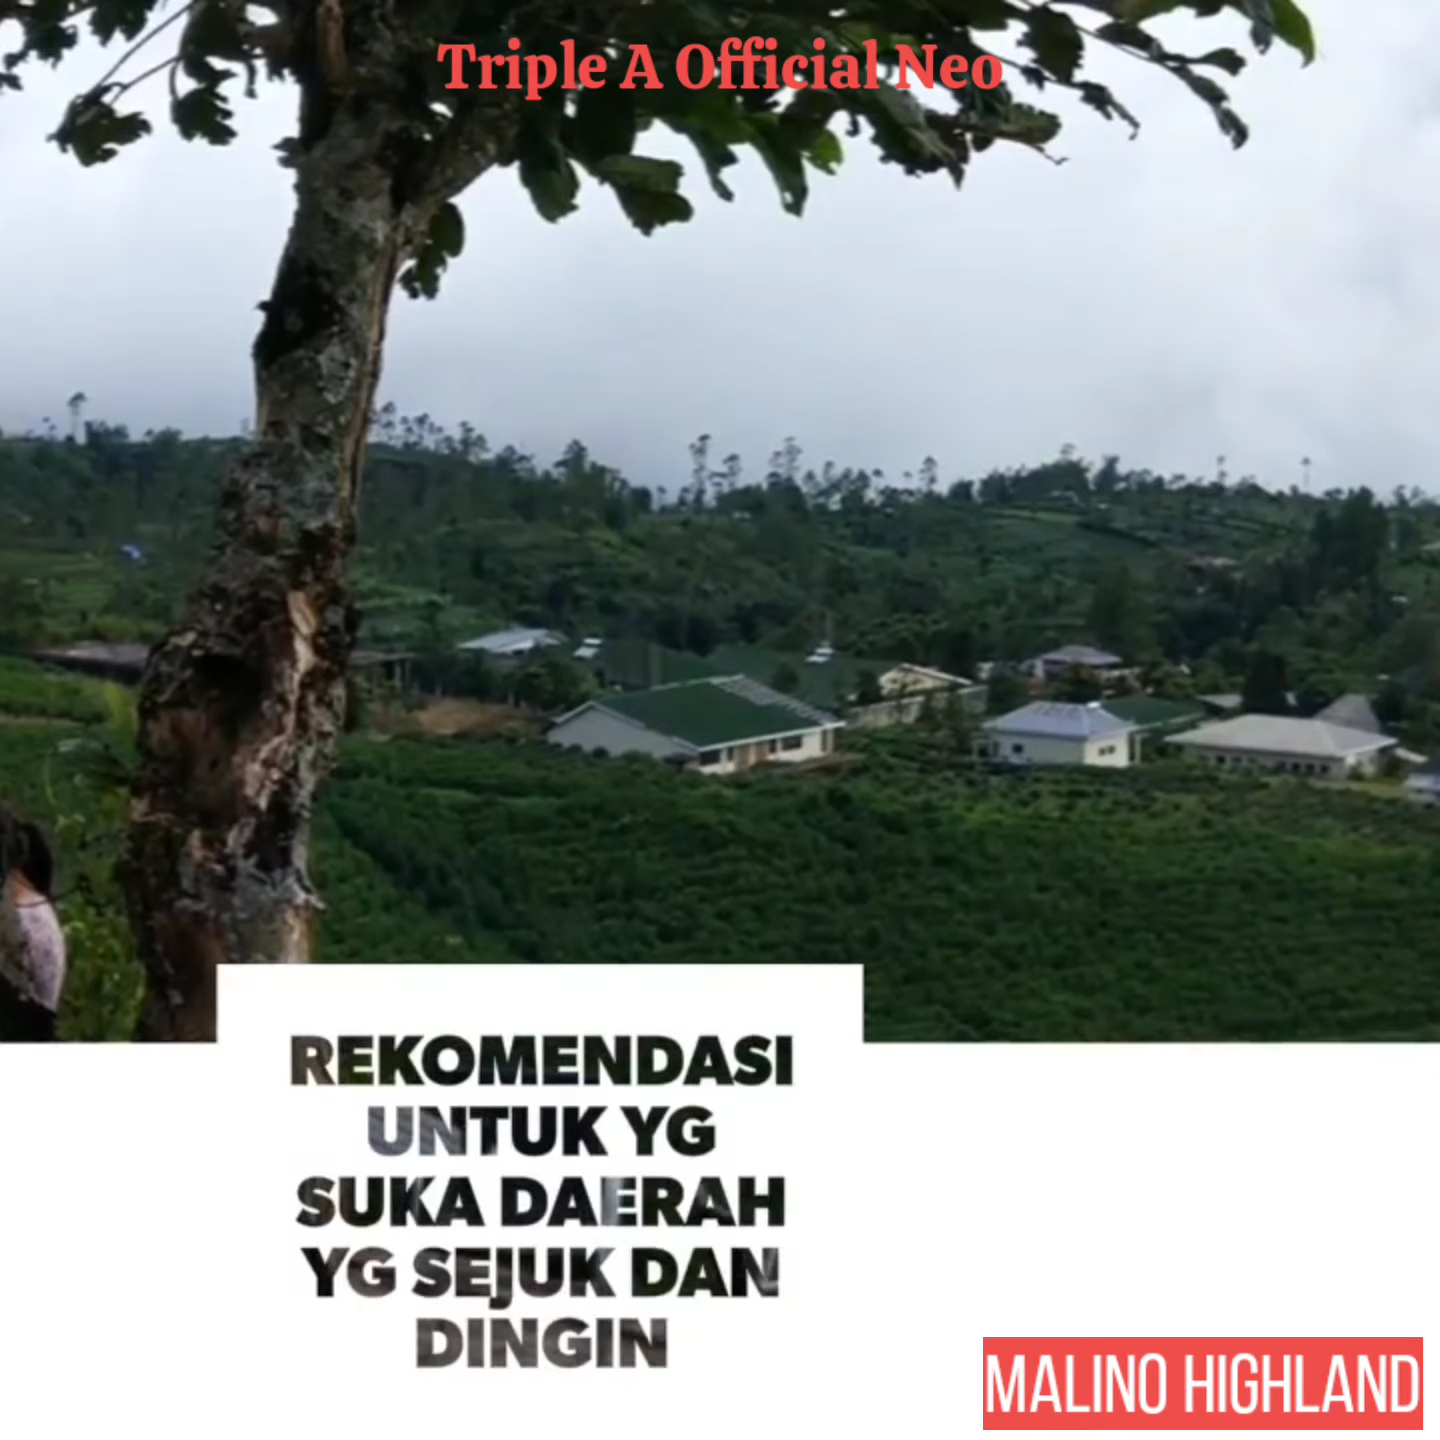 Triple A Official Neo
REKOMENDASI
UNTUK YG
SUKA DAERAH
YG SEJUK DAN
DINGIN
MALINO HIGHLAND